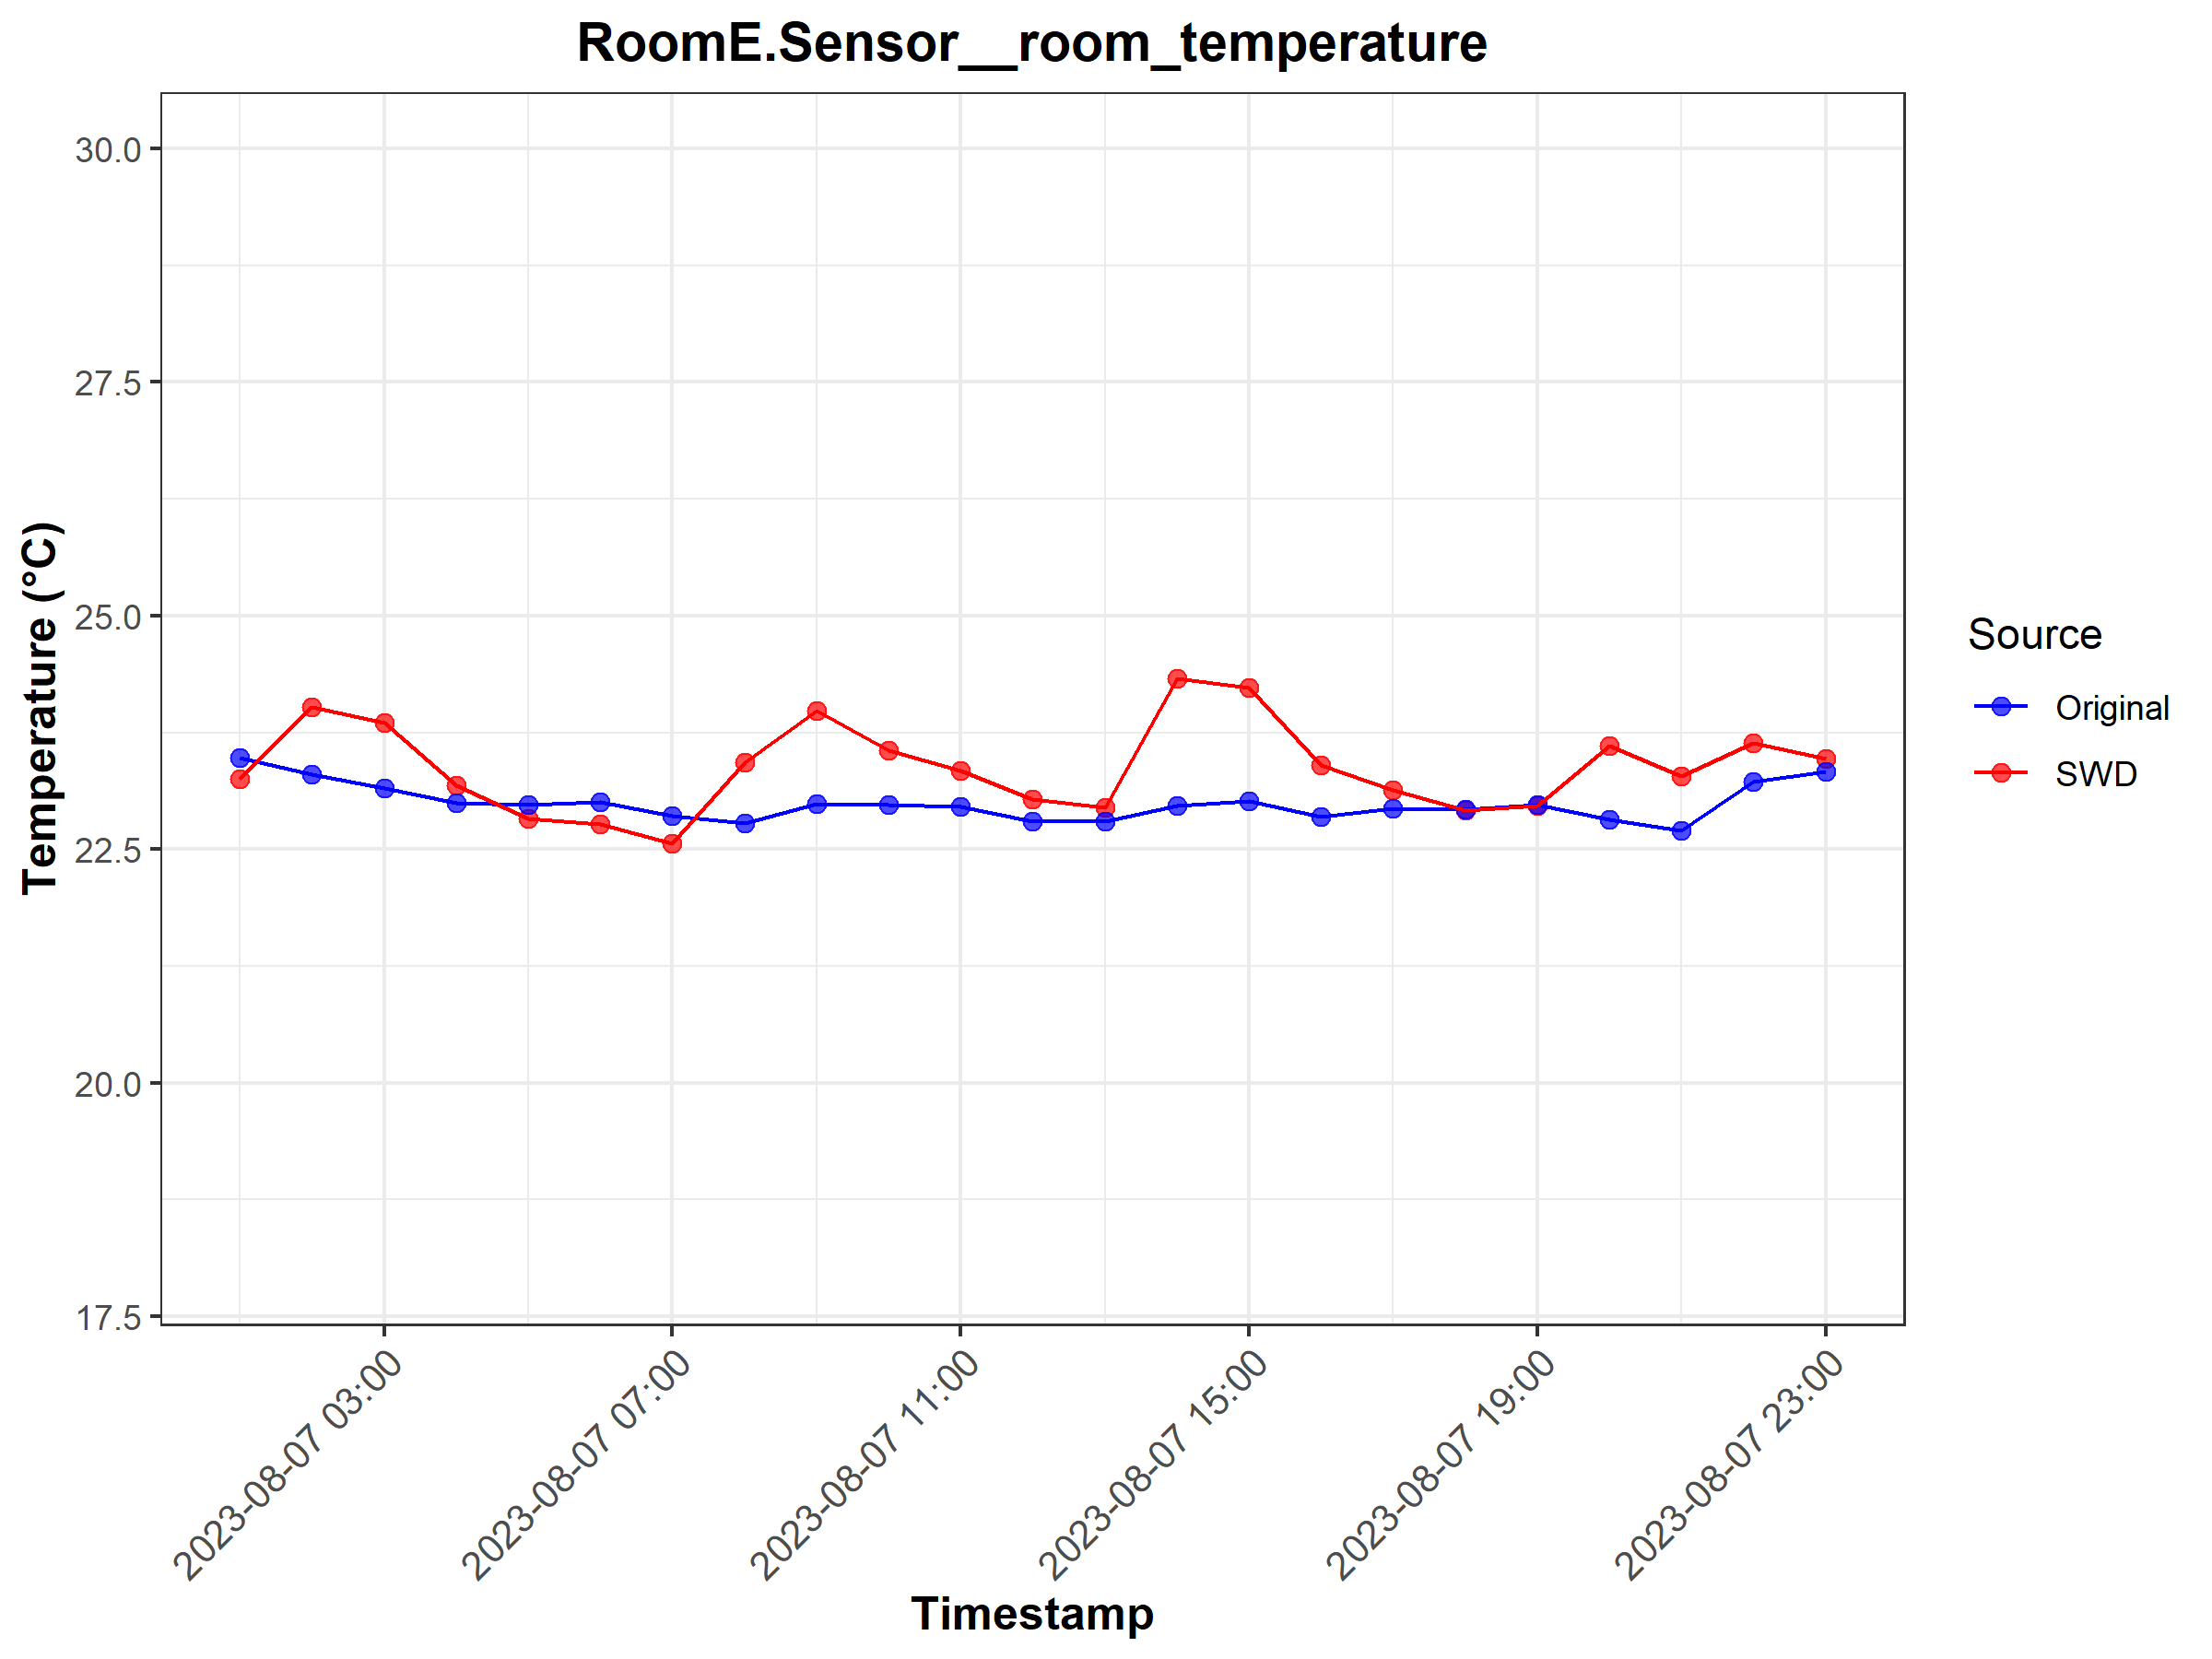 RoomE.Sensor__room_temperature
Temperature (°C)
30.0
27.5
25.0
22.5
20.0
17.5
2023-08-07 03:00
2023-08-07 07:00
2023-08-07 11:00
2023-08-07 15:00
2023-08-07 19:00
2023-08-07 23:00
Timestamp
Source
Original
SWD